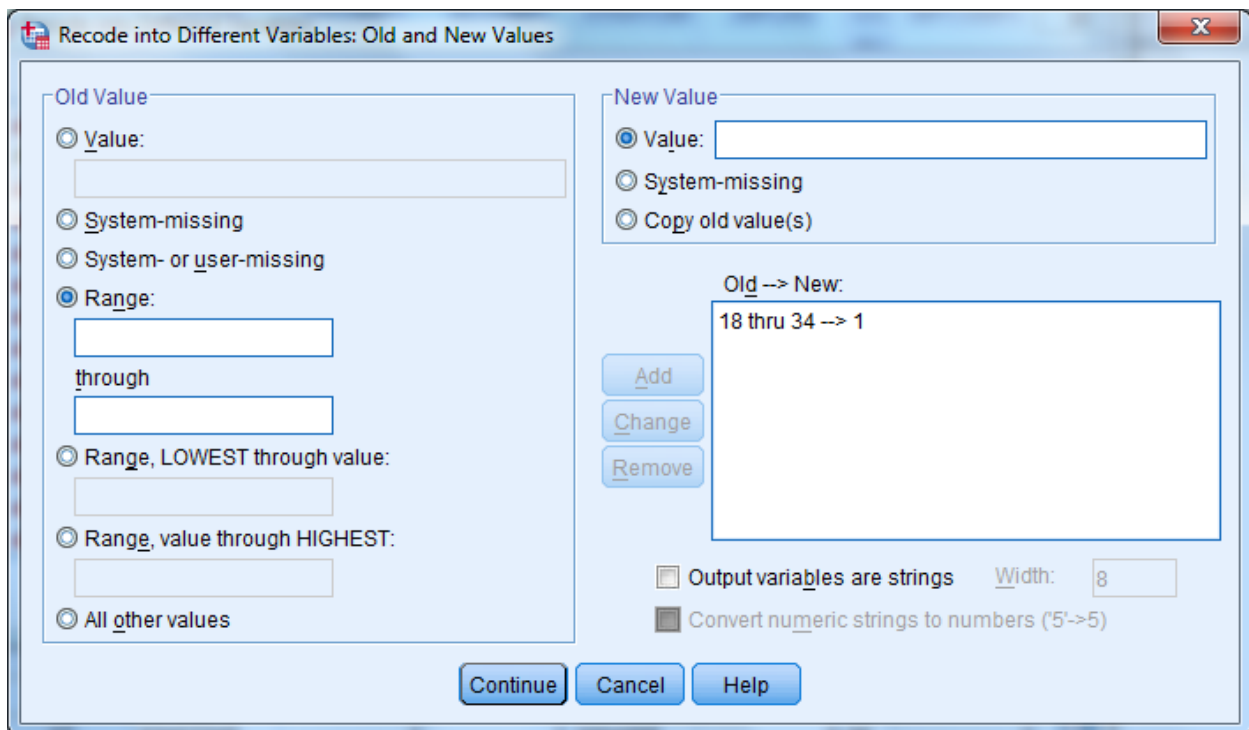 Recode into Different Variables: Old and New Values
Old Value
Value:
System-missing
System- or user-missing
Range:
through
Range, LOWEST through value:
Range, value through HIGHEST:
All other values
New Value
Value:
System-missing
Copy old value(s)
Old --> New:
18 thru 34 --> 1
Add
Change
Remove
Output variables are strings Width: 8
Convert numeric strings to numbers ('5'->5)
Continue Cancel Help